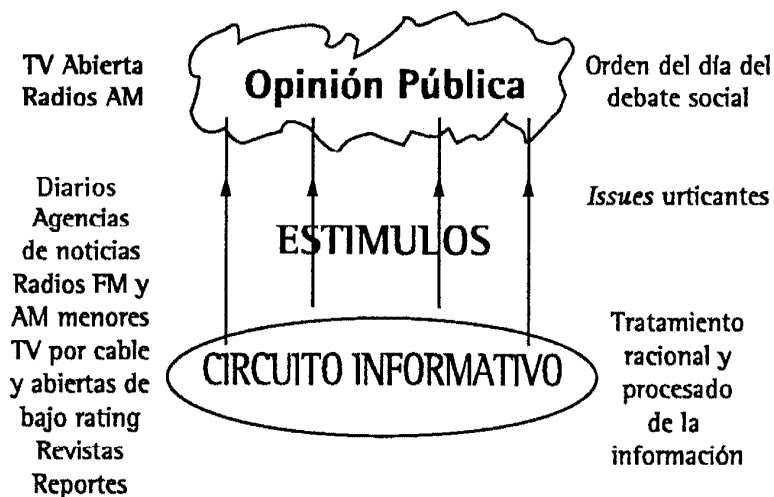 TV Abierta
Radios AM
Opinión Pública
Orden del día del
debate social
Diarios
Agencias
de noticias
Radios FM y
AM menores
TV por cable
y abiertas de
bajo rating
Revistas
Reportes
ESTIMULOS
Issues urticantes
CIRCUITO INFORMATIVO
Tratamiento
racional y
procesado
de la
información